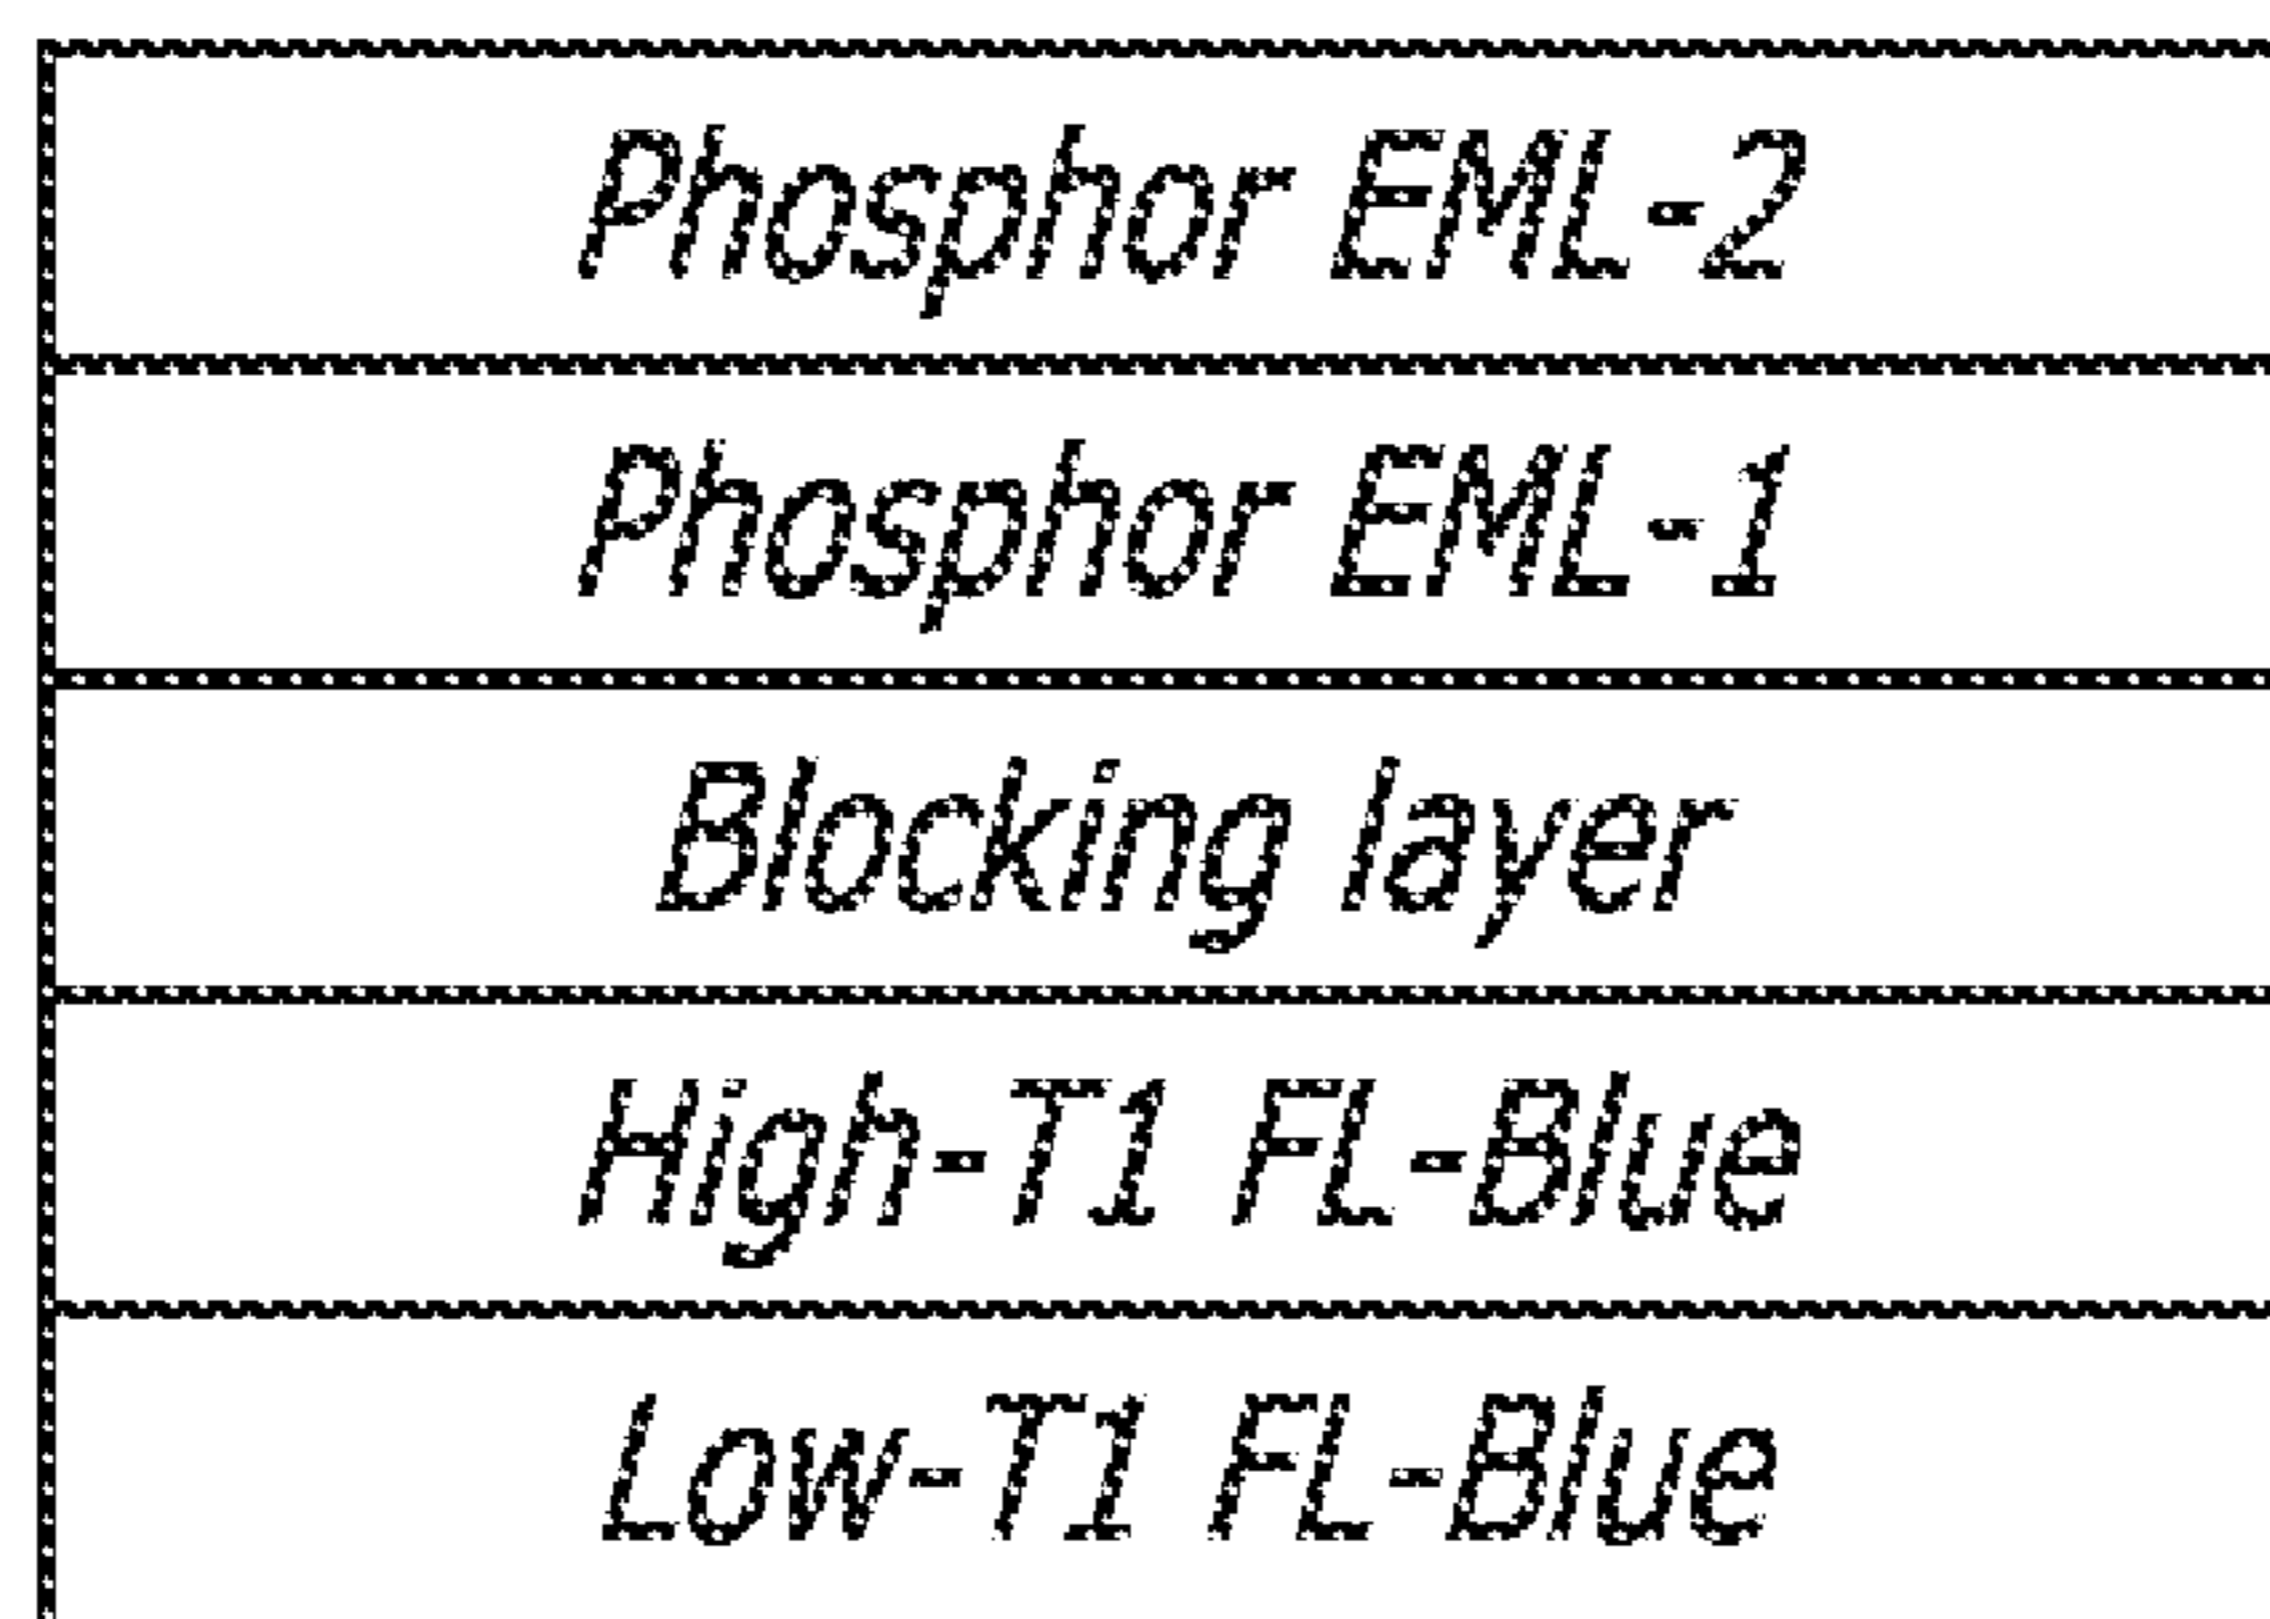 Phosphor EML-2
Phosphor EML-1
Blocking layer
High-T1 FL-Blue
Low-T1 FL-Blue